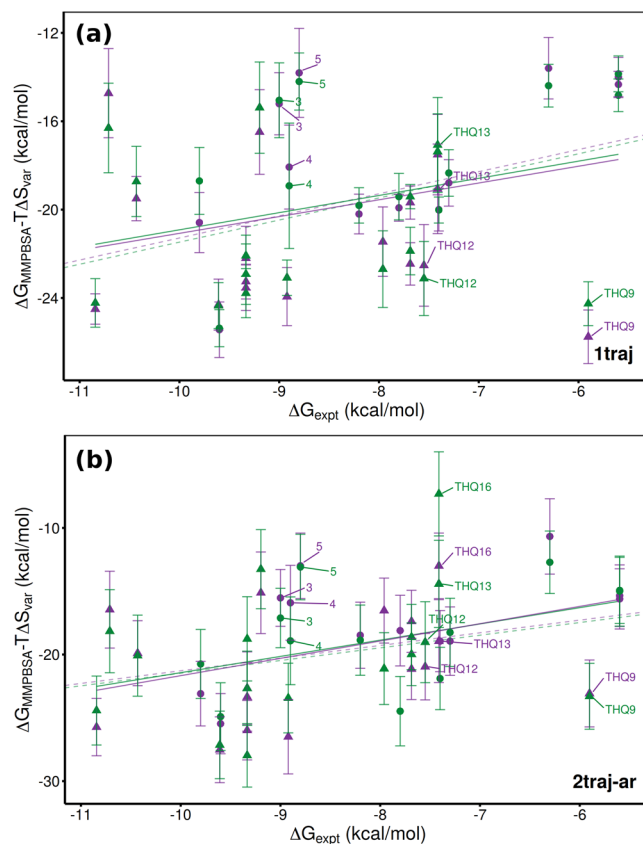 (a)
-12
-16
-20
-24
ΔG_MMPBSA-TΔS_var (kcal/mol)
5
5
3
3
4
4
THQ13
THQ13
THQ12
THQ12
THQ9
THQ9
1traj
-11
-10
-9
-8
-7
-6
ΔG_expt (kcal/mol)
(b)
-10
-20
-30
ΔG_MMPBSA-TΔS_var (kcal/mol)
5
5
3
4
3
4
THQ16
THQ16
THQ13
THQ12
THQ13
THQ12
THQ9
THQ9
2traj-ar
-11
-10
-9
-8
-7
-6
ΔG_expt (kcal/mol)